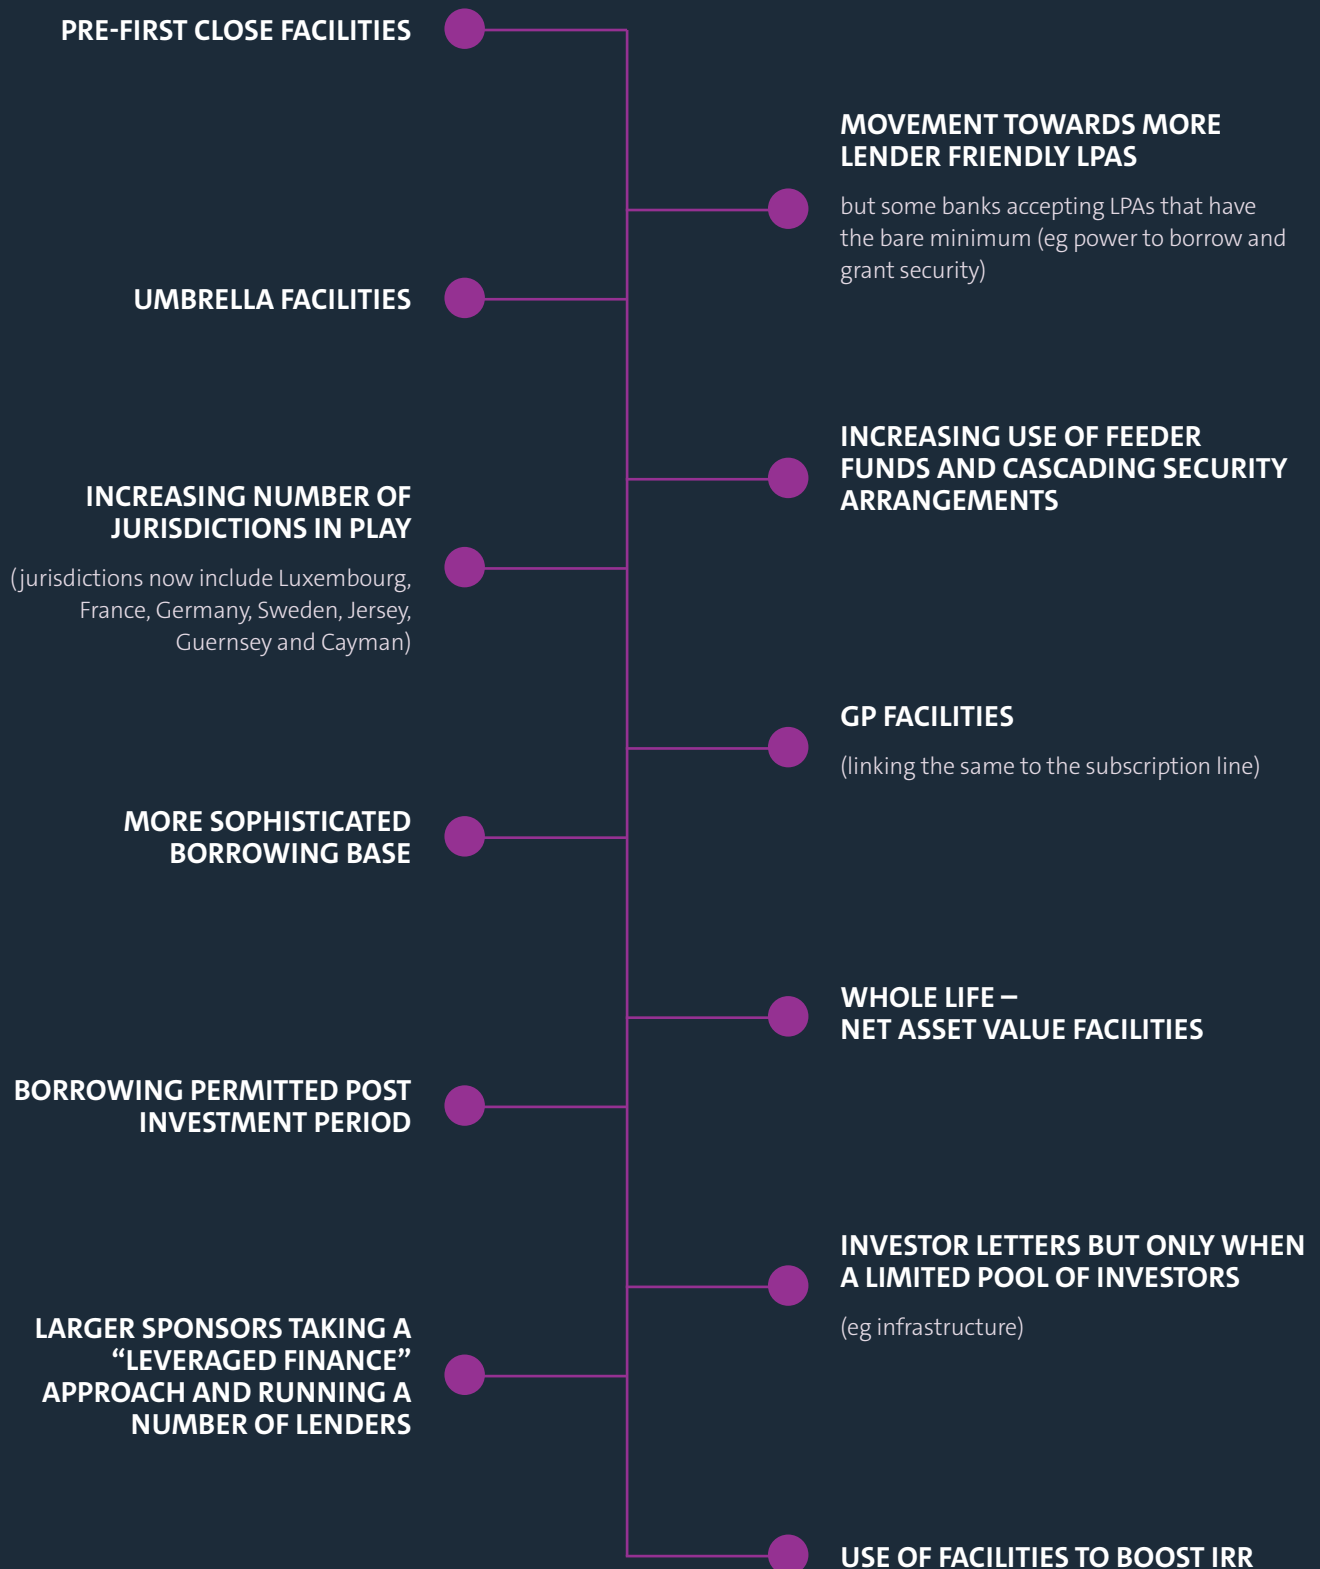 PRE-FIRST CLOSE FACILITIES
MOVEMENT TOWARDS MORE
LENDER FRIENDLY LPAS
but some banks accepting LPAs that have
the bare minimum (eg power to borrow and
grant security)
UMBRELLA FACILITIES
INCREASING USE OF FEEDER
FUNDS AND CASCADING SECURITY
ARRANGEMENTS
INCREASING NUMBER OF
JURISDICTIONS IN PLAY
(jurisdictions now include Luxembourg,
France, Germany, Sweden, Jersey,
Guernsey and Cayman)
GP FACILITIES
(linking the same to the subscription line)
MORE SOPHISTICATED
BORROWING BASE
WHOLE LIFE –
NET ASSET VALUE FACILITIES
BORROWING PERMITTED POST
INVESTMENT PERIOD
INVESTOR LETTERS BUT ONLY WHEN
A LIMITED POOL OF INVESTORS
(eg infrastructure)
LARGER SPONSORS TAKING A
“LEVERAGED FINANCE”
APPROACH AND RUNNING A
NUMBER OF LENDERS
USE OF FACILITIES TO BOOST IRR